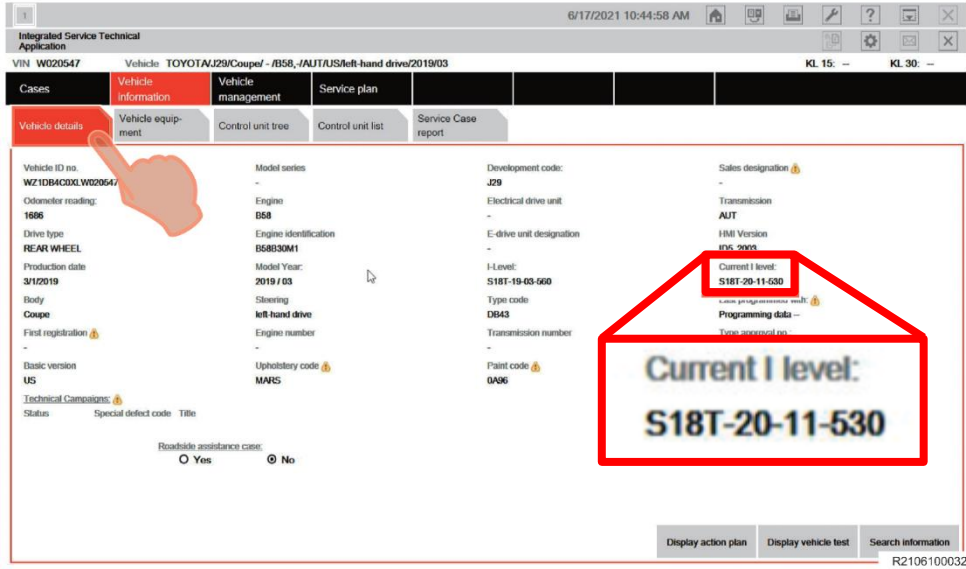 1
6/17/2021 10:44:58 AM
?
Integrated Service Technical
Application
VIN W020547 Vehicle TOYOTA/J29/Coupe/ - /B58,-/AUT/US/left-hand drive/2019/03 KL 15: -- KL 30: --
Cases
Vehicle
information
Vehicle
management
Service plan
Vehicle details
Vehicle equip-
ment
Control unit tree
Control unit list
Service Case
report
Vehicle ID no. Model series Development code: Sales designation
WZ1DB4C0XLW020547 - J29 -
Odometer reading: Engine Electrical drive unit Transmission
1686 B58 - AUT
Drive type Engine identification E-drive unit designation HMI Version
REAR WHEEL B58B30M1 - ID5_2003
Production date Model Year: I-Level: Current I level:
3/1/2019 2019 / 03 S18T-19-03-560 S18T-20-11-530
Body Steering Type code Last programmed with:
Coupe left-hand drive DB43 Programming data --
First registration Engine number Transmission number Type approval no.:
- - -
Basic version Upholstery code Paint code
US MARS 0A96
Current I level:
S18T-20-11-530
Technical Campaigns:
Status Special defect code Title
Roadside assistance case:
Yes No
Display action plan Display vehicle test Search information
R2106100032